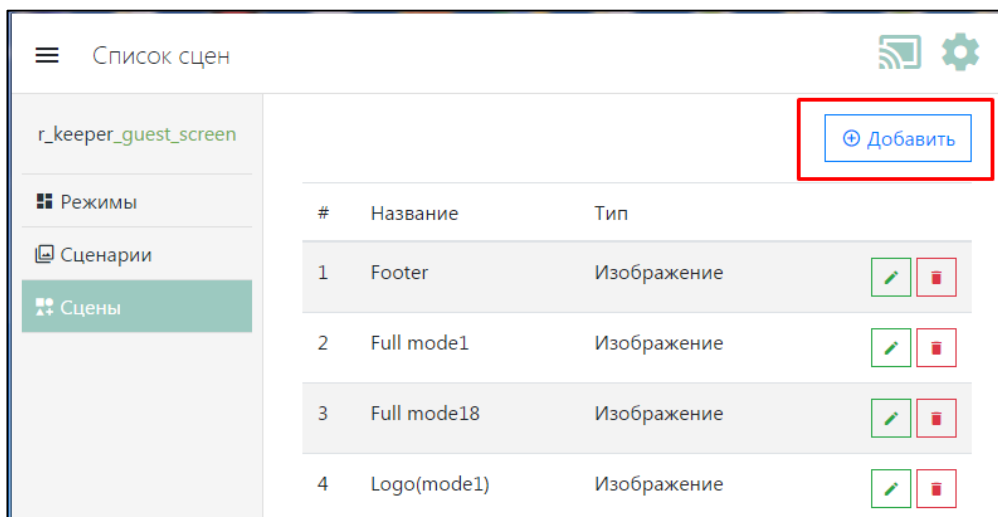 Список сцен
r_keeper_guest_screen
Добавить
Режимы
Сценарии
Сцены
# Название Тип
1 Footer Изображение
2 Full mode1 Изображение
3 Full mode18 Изображение
4 Logo(mode1) Изображение